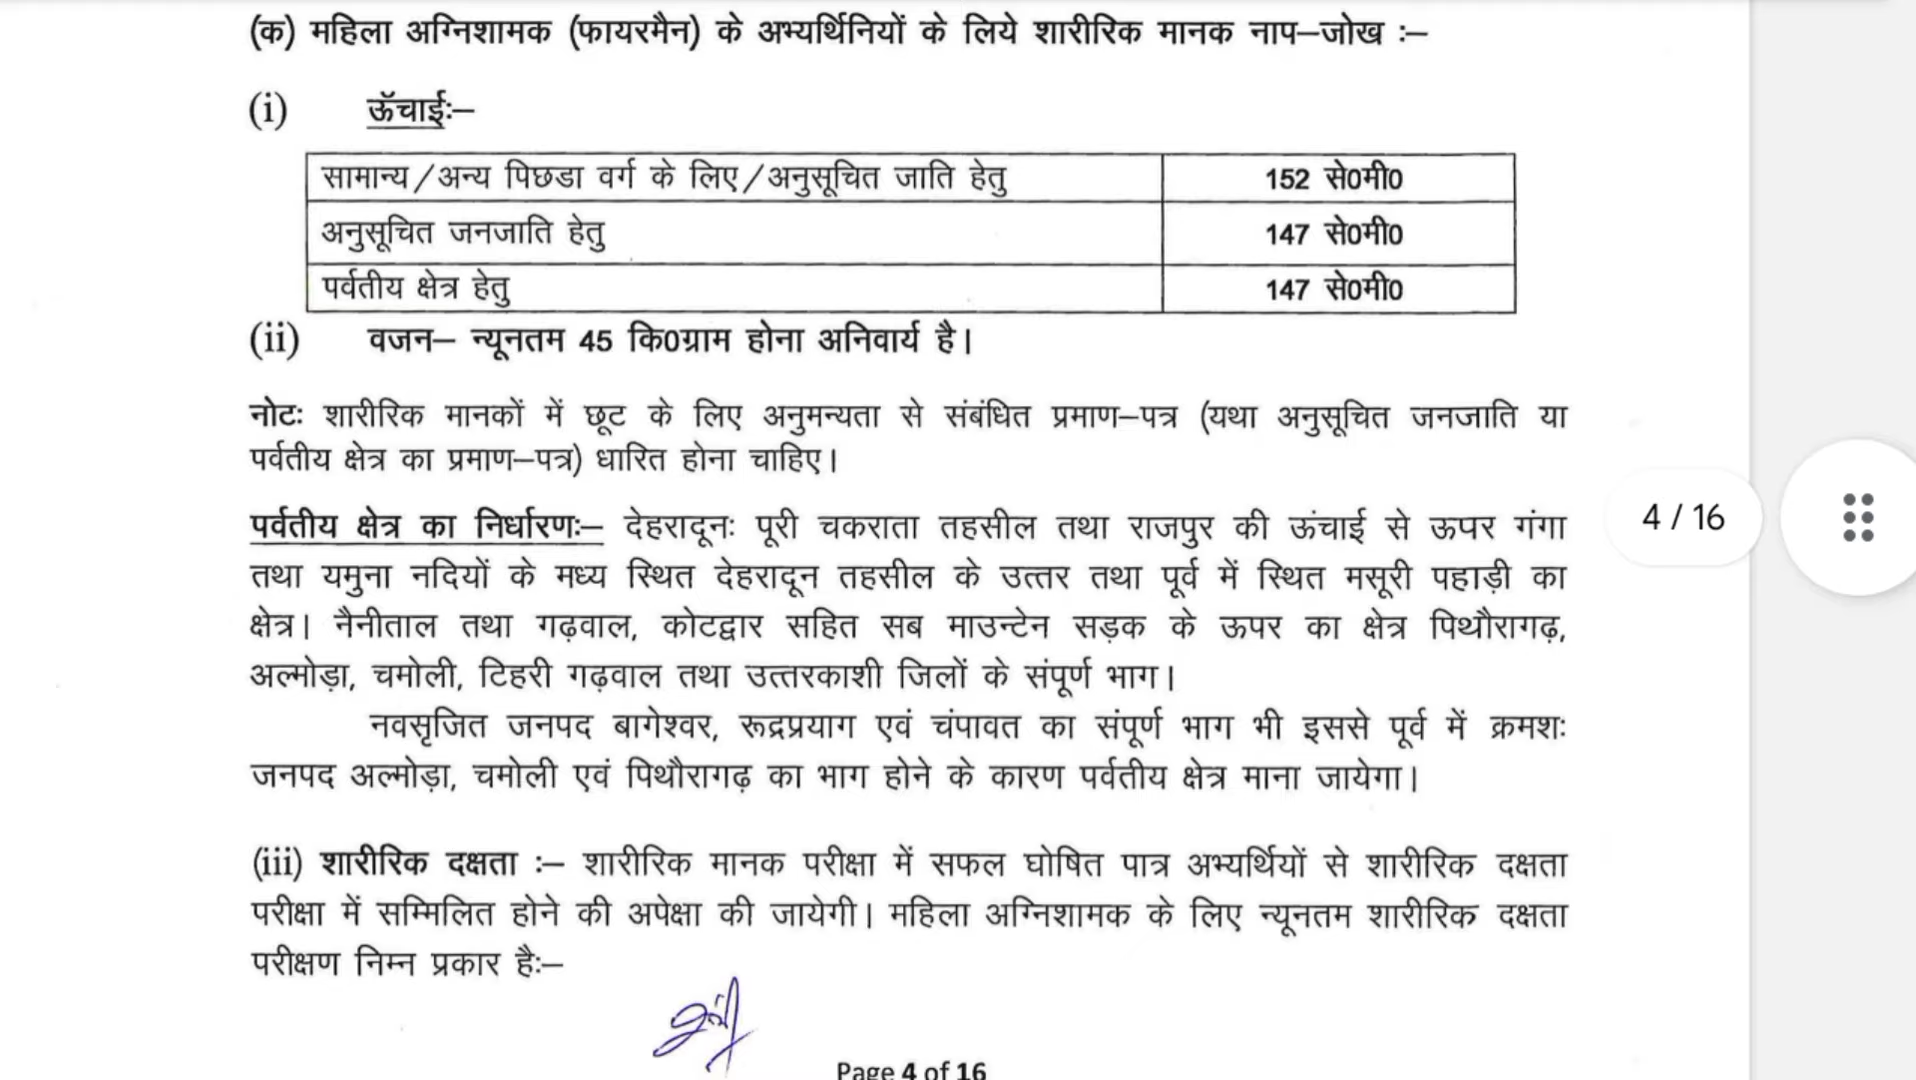 (क) महिला अग्निशामक (फायरमैन) के अभ्यर्थिनियों के लिये शारीरिक मानक नाप–जोख :–
(i) ऊँचाईः–
सामान्य/अन्य पिछडा वर्ग के लिए/अनुसूचित जाति हेतु 152 से0मी0
अनुसूचित जनजाति हेतु 147 से0मी0
पर्वतीय क्षेत्र हेतु 147 से0मी0
(ii) वजन– न्यूनतम 45 कि0ग्राम होना अनिवार्य है।
नोटः शारीरिक मानकों में छूट के लिए अनुमन्यता से संबंधित प्रमाण–पत्र (यथा अनुसूचित जनजाति या
पर्वतीय क्षेत्र का प्रमाण–पत्र) धारित होना चाहिए।
पर्वतीय क्षेत्र का निर्धारणः– देहरादूनः पूरी चकराता तहसील तथा राजपुर की ऊंचाई से ऊपर गंगा
4 / 16
तथा यमुना नदियों के मध्य स्थित देहरादून तहसील के उत्तर तथा पूर्व में स्थित मसूरी पहाड़ी का
क्षेत्र। नैनीताल तथा गढ़वाल, कोटद्वार सहित सब माउन्टेन सड़क के ऊपर का क्षेत्र पिथौरागढ़,
अल्मोड़ा, चमोली, टिहरी गढ़वाल तथा उत्तरकाशी जिलों के संपूर्ण भाग।
नवसृजित जनपद बागेश्वर, रूद्रप्रयाग एवं चंपावत का संपूर्ण भाग भी इससे पूर्व में क्रमशः
जनपद अल्मोड़ा, चमोली एवं पिथौरागढ़ का भाग होने के कारण पर्वतीय क्षेत्र माना जायेगा।
(iii) शारीरिक दक्षता :– शारीरिक मानक परीक्षा में सफल घोषित पात्र अभ्यर्थियों से शारीरिक दक्षता
परीक्षा में सम्मिलित होने की अपेक्षा की जायेगी। महिला अग्निशामक के लिए न्यूनतम शारीरिक दक्षता
परीक्षण निम्न प्रकार हैः–
Page 4 of 16